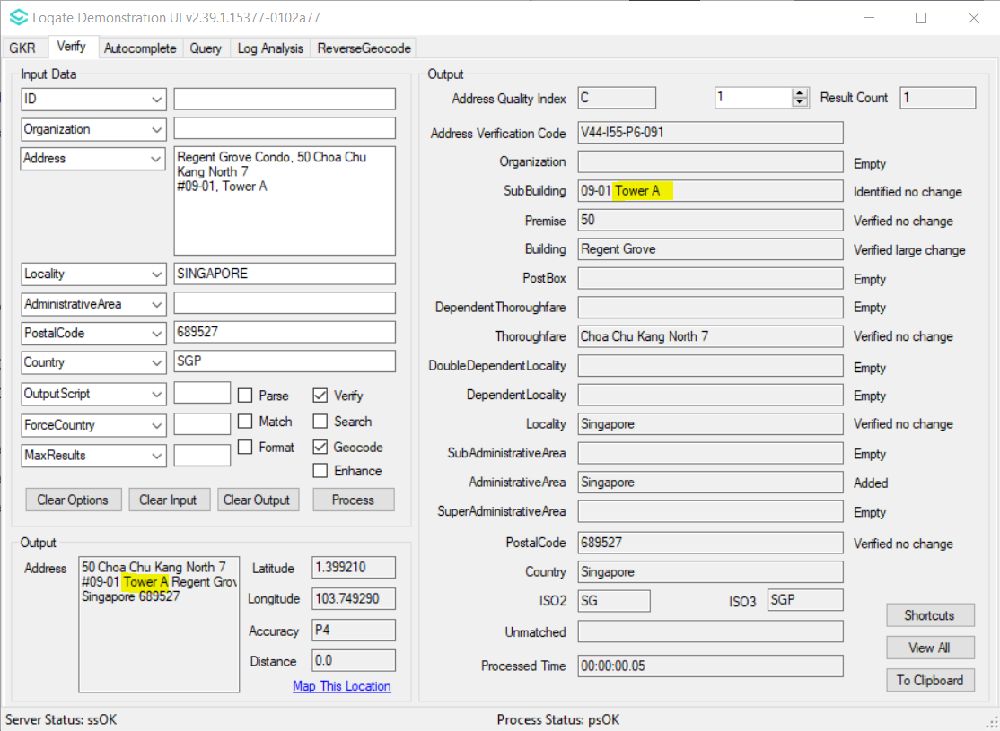 Loqate Demonstration UI v2.39.1.15377-0102a77
GKR Verify Autocomplete Query Log Analysis ReverseGeocode
Input Data
ID
Organization
Address
Regent Grove Condo, 50 Choa Chu
Kang North 7
#09-01, Tower A
Locality SINGAPORE
AdministrativeArea
PostalCode 689527
Country SGP
OutputScript Parse Verify
ForceCountry Match Search
MaxResults Format Geocode
Enhance
Clear Options Clear Input Clear Output Process
Output
Address
50 Choa Chu Kang North 7
#09-01 Tower A Regent Grov
Singapore 689527
Latitude 1.399210
Longitude 103.749290
Accuracy P4
Distance 0.0
Map This Location
Output
Address Quality Index C 1 Result Count 1
Address Verification Code V44-I55-P6-091
Organization Empty
SubBuilding 09-01 Tower A Identified no change
Premise 50 Verified no change
Building Regent Grove Verified large change
PostBox Empty
DependentThoroughfare Empty
Thoroughfare Choa Chu Kang North 7 Verified no change
DoubleDependentLocality Empty
DependentLocality Empty
Locality Singapore Verified no change
SubAdministrativeArea Empty
AdministrativeArea Singapore Added
SuperAdministrativeArea Empty
PostalCode 689527 Verified no change
Country Singapore
ISO2 SG ISO3 SGP
Unmatched
Processed Time 00:00:00.05
Shortcuts
View All
To Clipboard
Server Status: ssOK Process Status: psOK